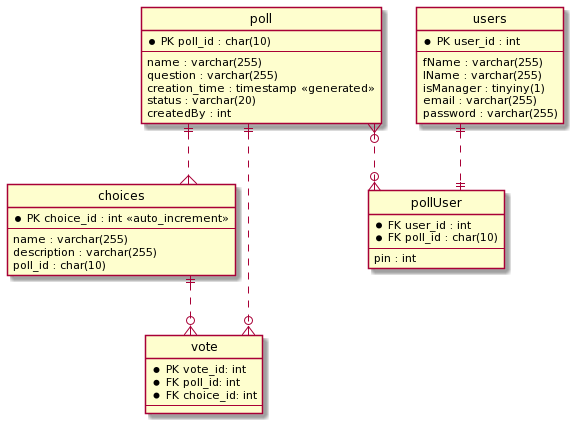 poll
PK poll_id : char(10)
name : varchar(255)
question : varchar(255)
creation_time : timestamp «generated»
status : varchar(20)
createdBy : int
users
PK user_id : int
fName : varchar(255)
lName : varchar(255)
isManager : tinyiny(1)
email : varchar(255)
password : varchar(255)
choices
PK choice_id : int «auto_increment»
name : varchar(255)
description : varchar(255)
poll_id : char(10)
pollUser
FK user_id : int
FK poll_id : char(10)
pin : int
vote
PK vote_id: int
FK poll_id: int
FK choice_id: int